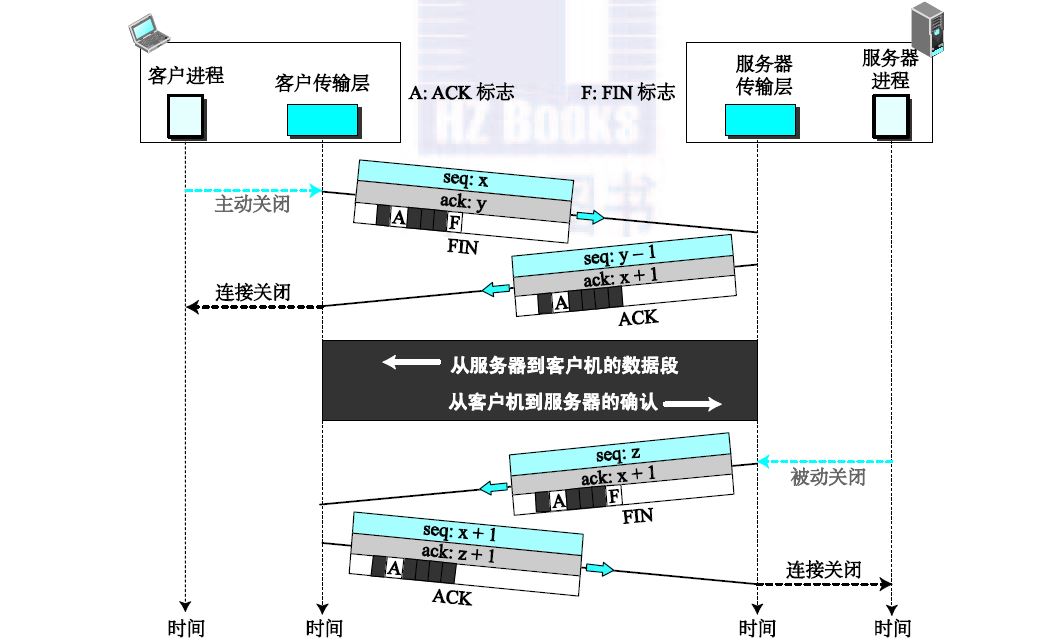 客户进程
客户传输层
A: ACK 标志
F: FIN 标志
服务器
传输层
服务器
进程
HZ Books
图书
主动关闭
seq: x
ack: y
A
F
FIN
seq: y – 1
ack: x + 1
A
ACK
连接关闭
从服务器到客户机的数据段
从客户机到服务器的确认
seq: z
ack: x + 1
A
F
FIN
被动关闭
seq: x + 1
ack: z + 1
A
ACK
连接关闭
时间
时间
时间
时间